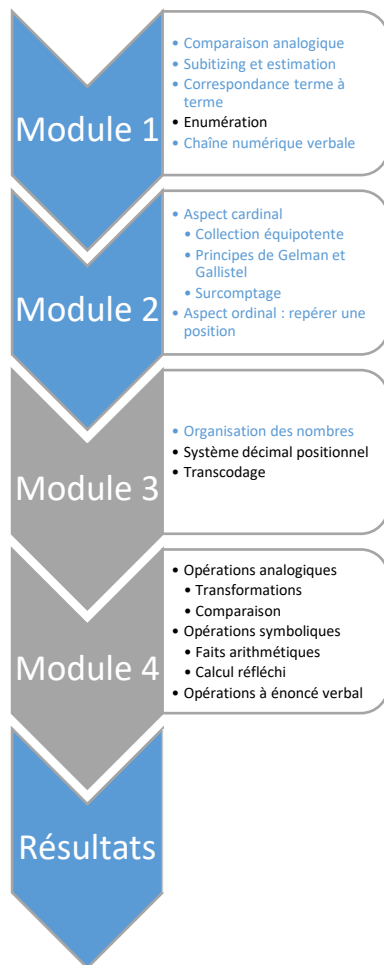 Module 1
• Comparaison analogique
• Subitizing et estimation
• Correspondance terme à
terme
• Enumération
• Chaîne numérique verbale
Module 2
• Aspect cardinal
• Collection équipotente
• Principes de Gelman et
Gallistel
• Surcomptage
• Aspect ordinal : repérer une
position
Module 3
• Organisation des nombres
• Système décimal positionnel
• Transcodage
Module 4
• Opérations analogiques
• Transformations
• Comparaison
• Opérations symboliques
• Faits arithmétiques
• Calcul réfléchi
• Opérations à énoncé verbal
Résultats